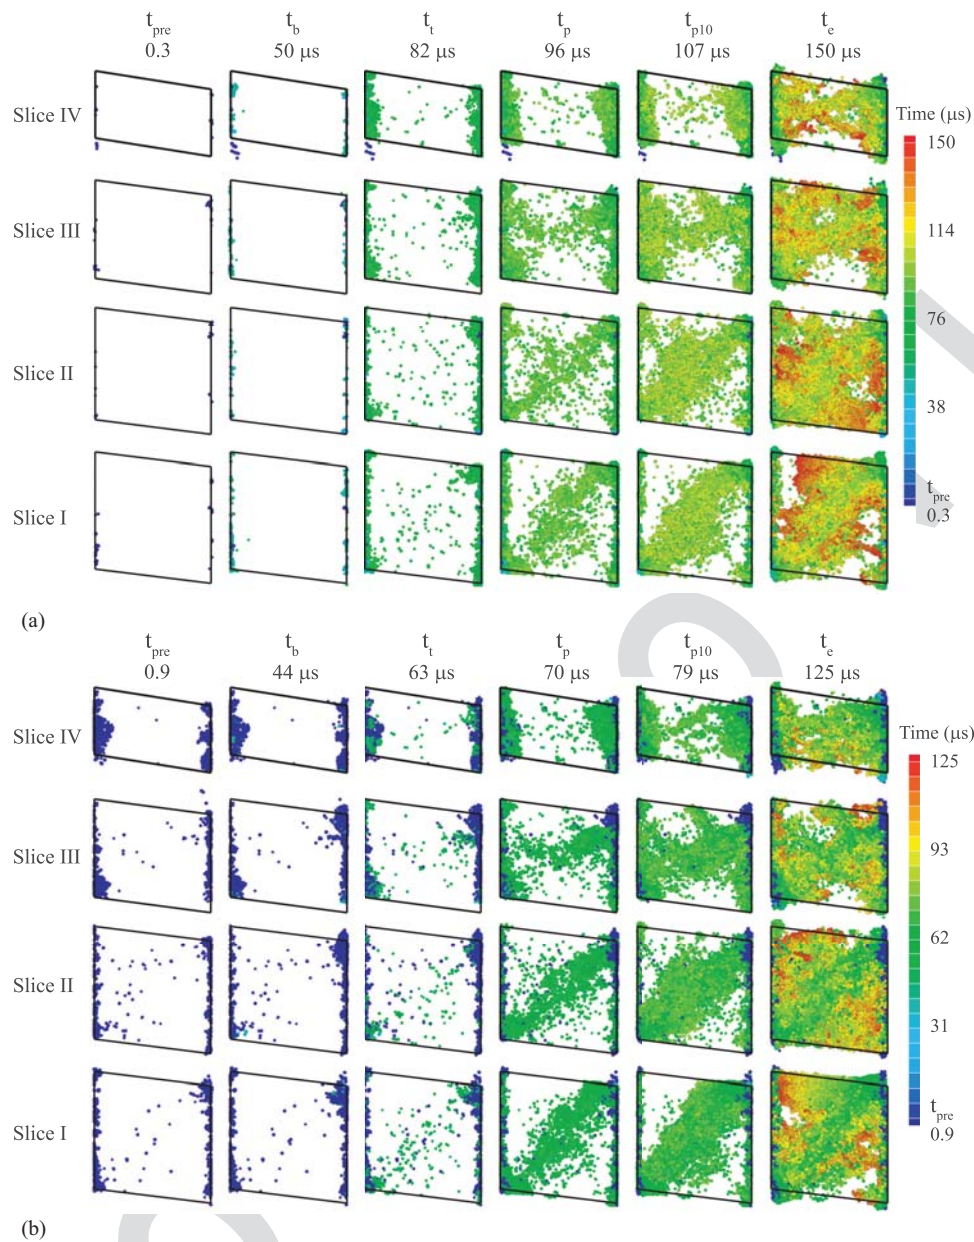 t_pre t_b t_t t_p t_p10 t_e
0.3 50 μs 82 μs 96 μs 107 μs 150 μs
Slice IV
Time (μs)
150
Slice III
114
76
Slice II
38
t_pre
Slice I
0.3
(a)
t_pre t_b t_t t_p t_p10 t_e
0.9 44 μs 63 μs 70 μs 79 μs 125 μs
Slice IV
Time (μs)
125
Slice III
93
62
Slice II
31
t_pre
Slice I
0.9
(b)